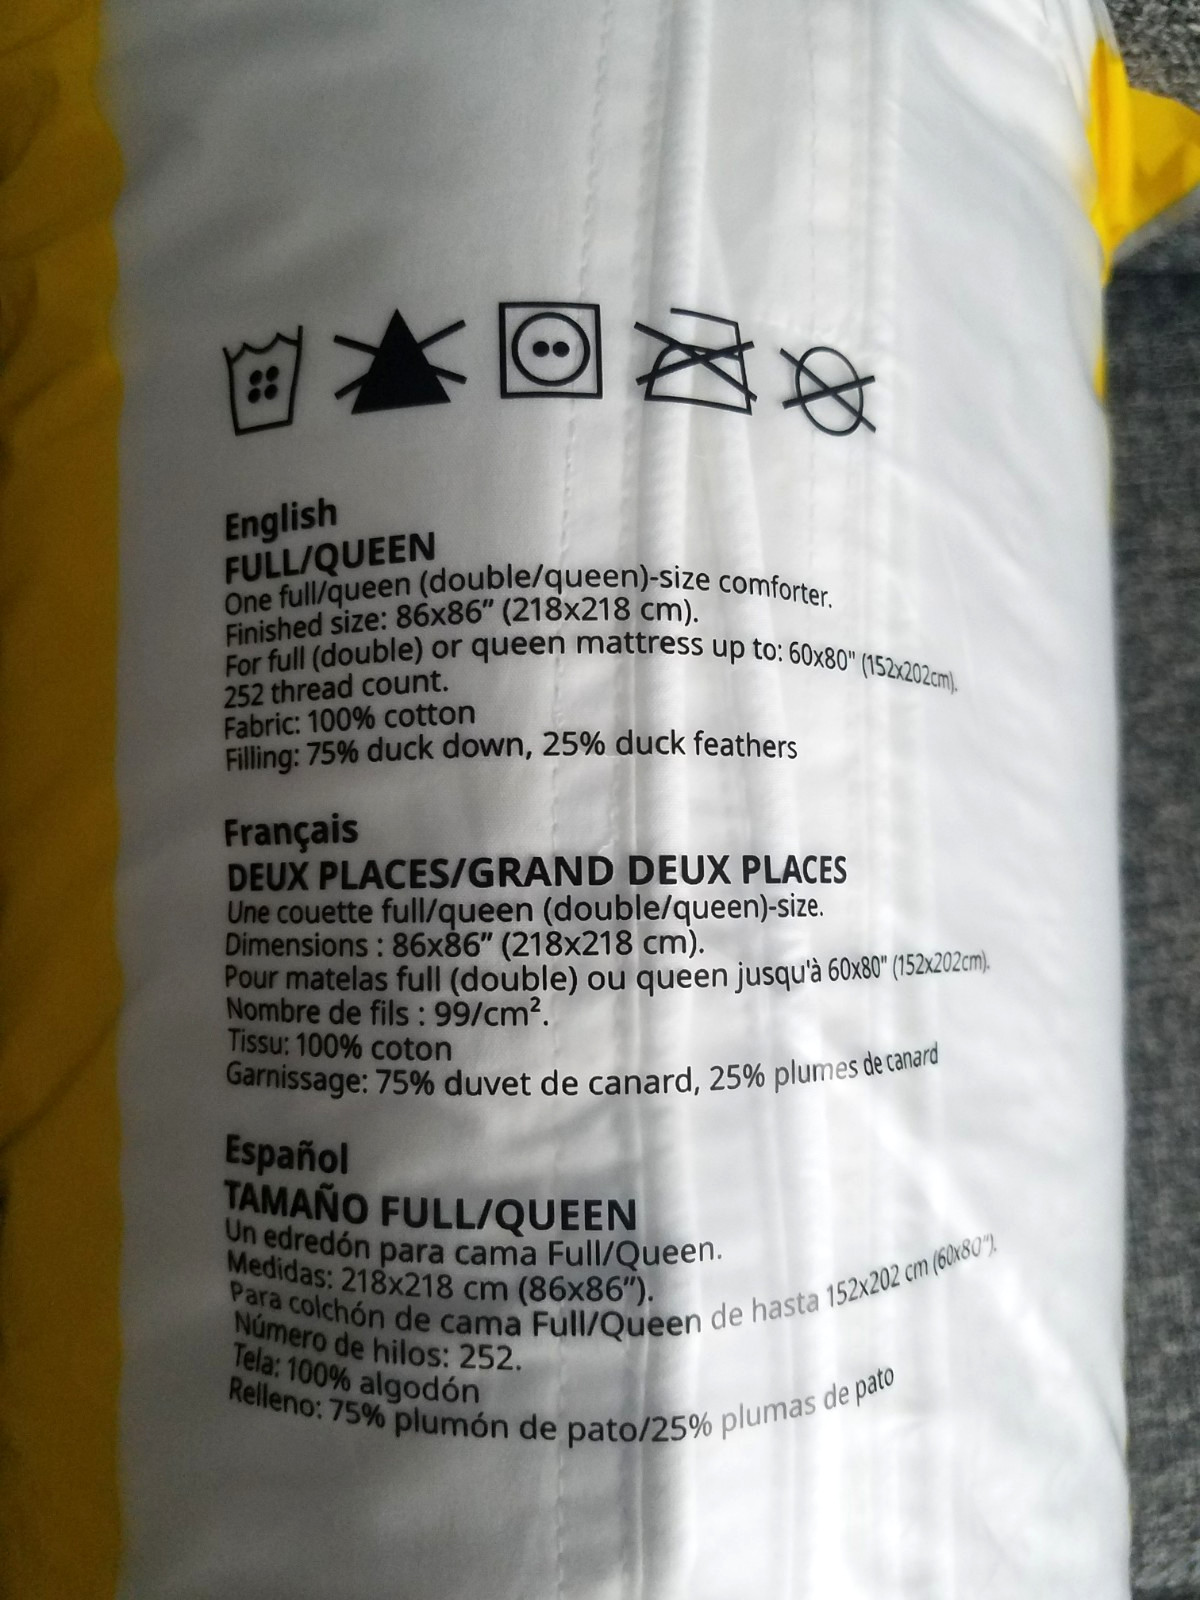 English
FULL/QUEEN
One full/queen (double/queen)-size comforter.
Finished size: 86x86” (218x218 cm).
For full (double) or queen mattress up to: 60x80" (152x202cm).
252 thread count.
Fabric: 100% cotton
Filling: 75% duck down, 25% duck feathers
Français
DEUX PLACES/GRAND DEUX PLACES
Une couette full/queen (double/queen)-size.
Dimensions : 86x86” (218x218 cm).
Pour matelas full (double) ou queen jusqu'à 60x80" (152x202cm).
Nombre de fils : 99/cm².
Tissu: 100% coton
Garnissage: 75% duvet de canard, 25% plumes de canard
Español
TAMAÑO FULL/QUEEN
Un edredón para cama Full/Queen.
Medidas: 218x218 cm (86x86”).
Para colchón de cama Full/Queen de hasta 152x202 cm (60x80”).
Número de hilos: 252.
Tela: 100% algodón
Relleno: 75% plumón de pato/25% plumas de pato